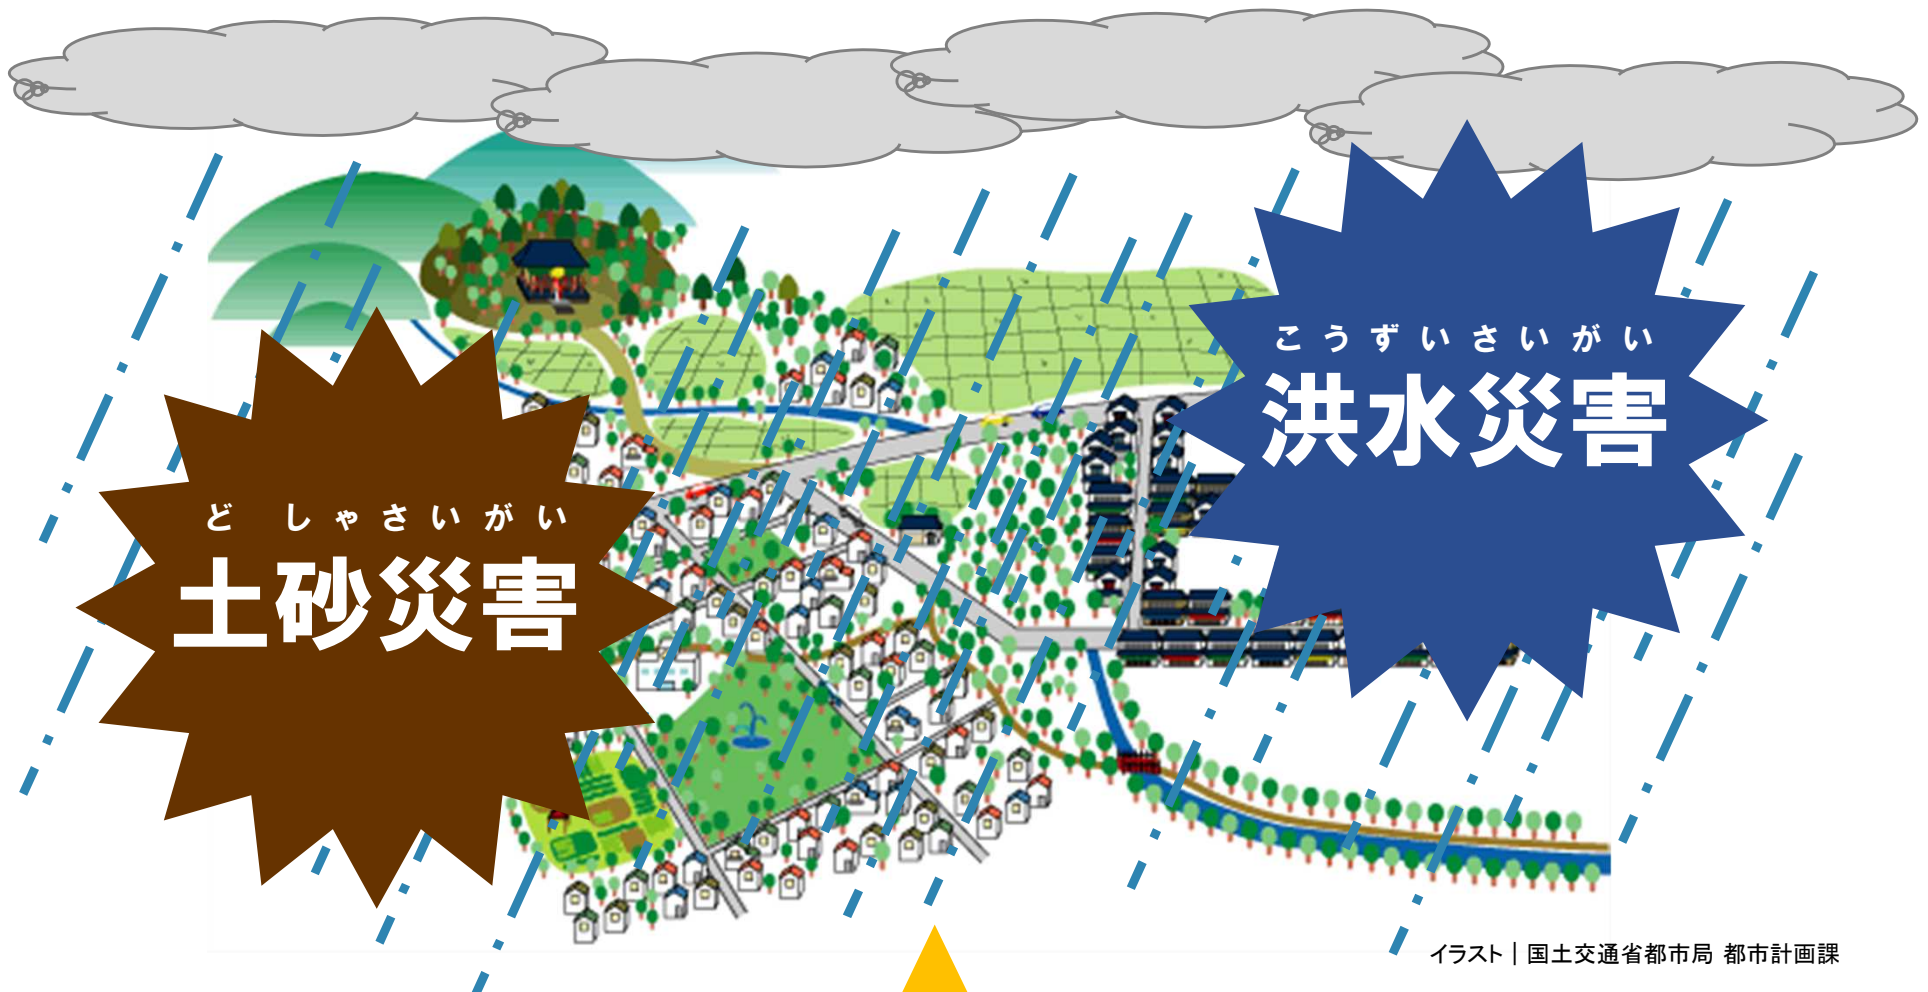 こうずいさいがい
洪水災害
どしゃさいがい
土砂災害
イラスト｜国土交通省都市局 都市計画課